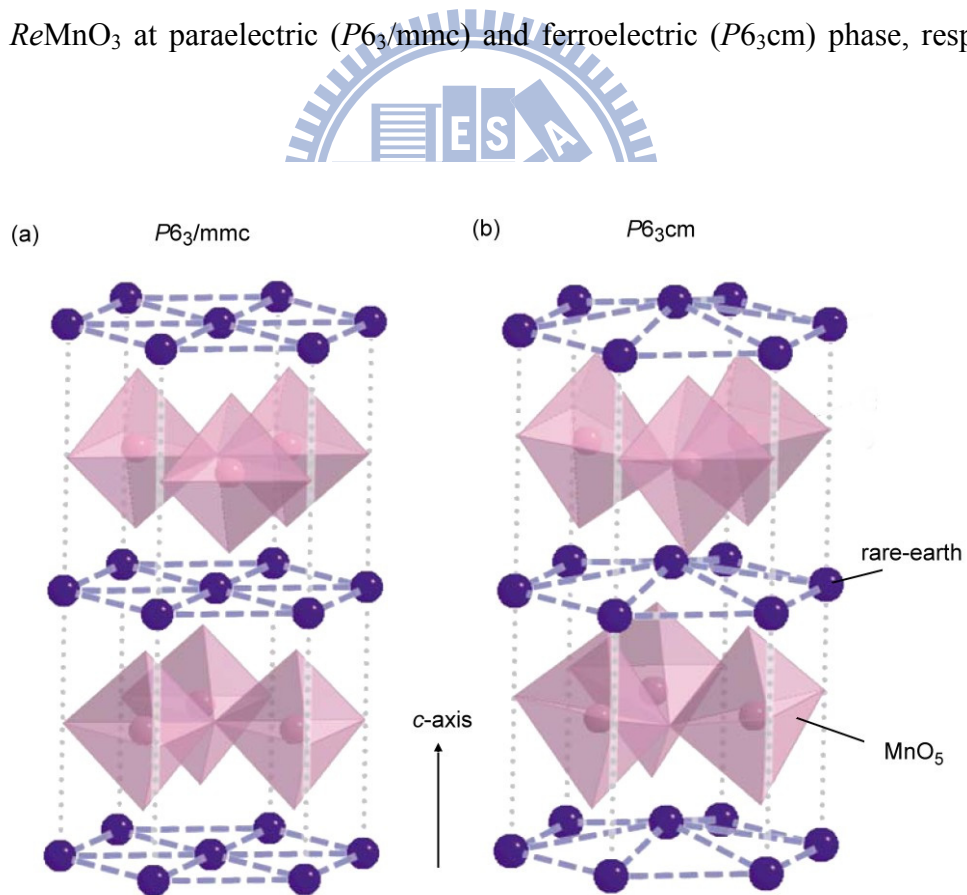 ReMnO₃ at paraelectric (P6₃/mmc) and ferroelectric (P6₃cm) phase, resp
E S A
(a) P6₃/mmc (b) P6₃cm
rare-earth
c-axis
MnO₅